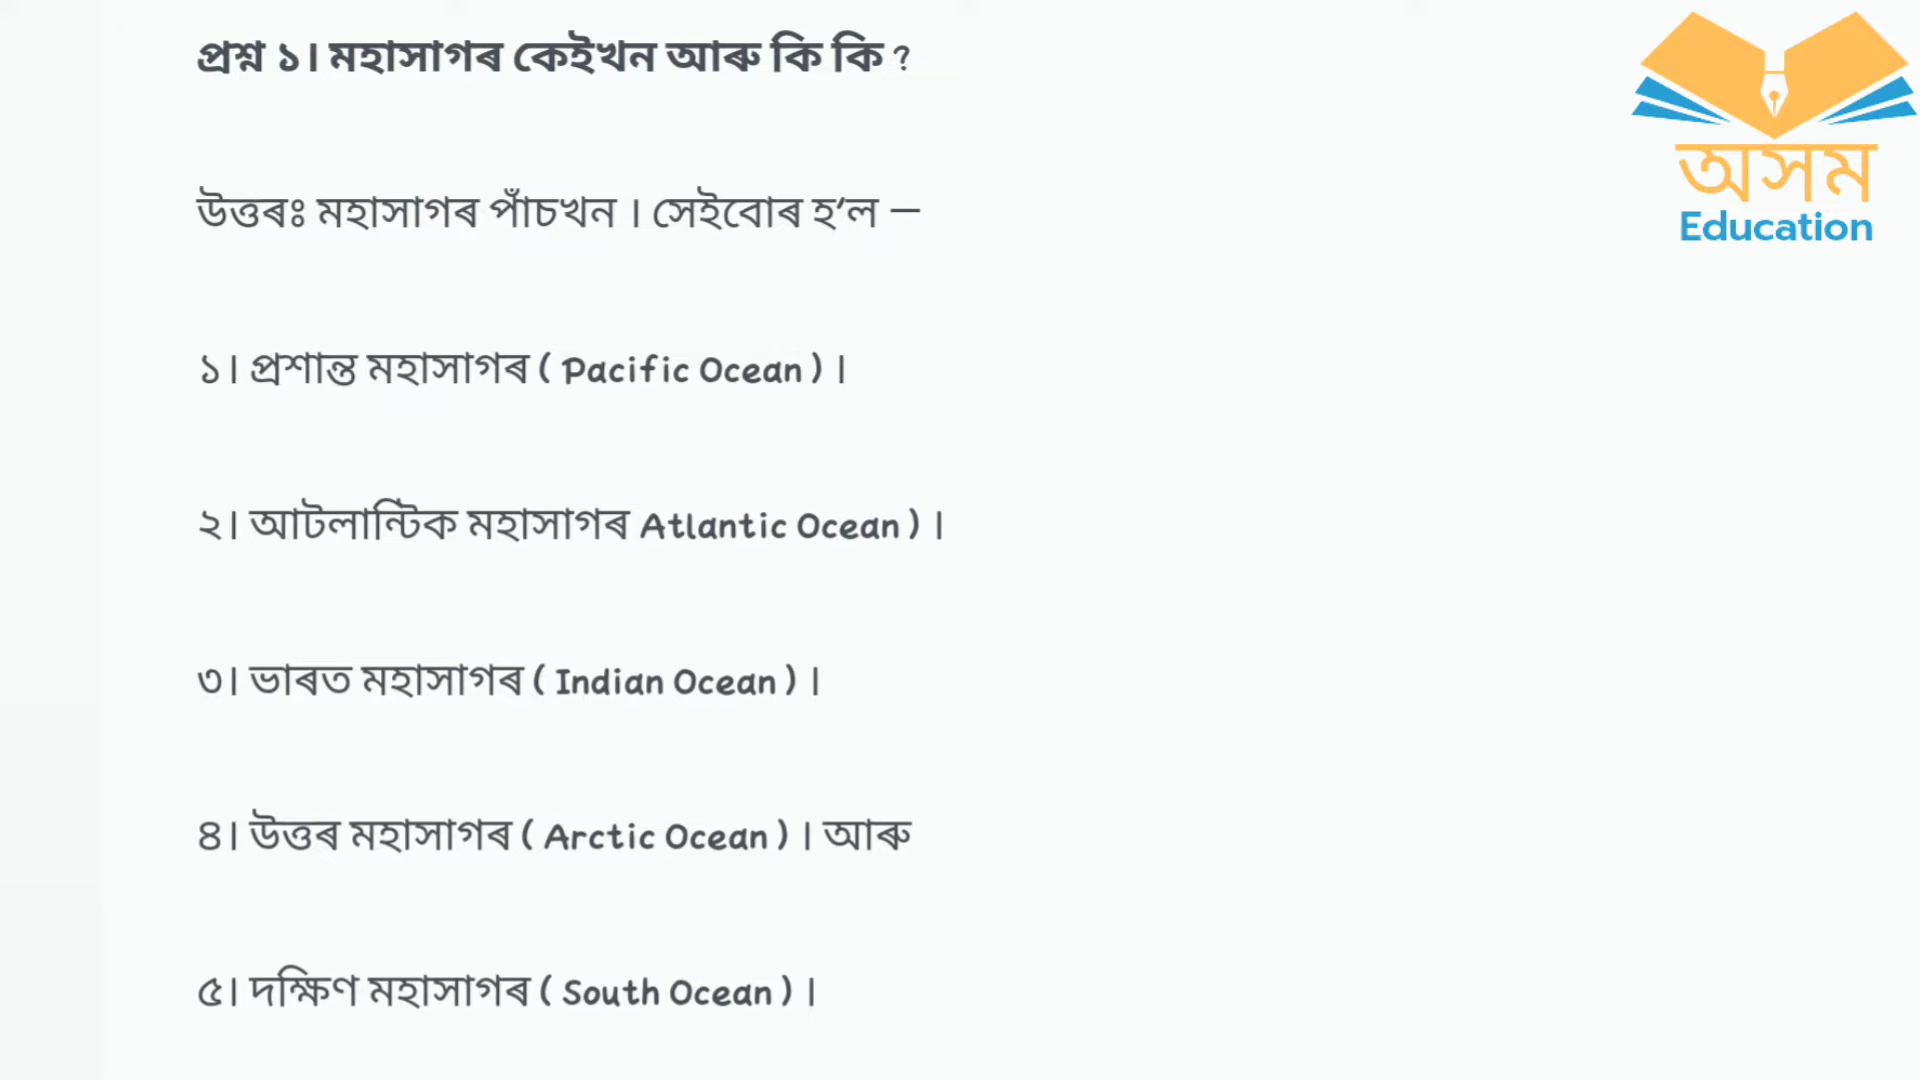 প্ৰশ্ন ১। মহাসাগৰ কেইখন আৰু কি কি ?
অসম
Education
উত্তৰঃ মহাসাগৰ পাঁচখন । সেইবোৰ হ’ল —
১। প্ৰশান্ত মহাসাগৰ ( Pacific Ocean ) ।
২। আটলান্টিক মহাসাগৰ Atlantic Ocean ) ।
৩। ভাৰত মহাসাগৰ ( Indian Ocean ) ।
৪। উত্তৰ মহাসাগৰ ( Arctic Ocean ) । আৰু
৫। দক্ষিণ মহাসাগৰ ( South Ocean ) ।